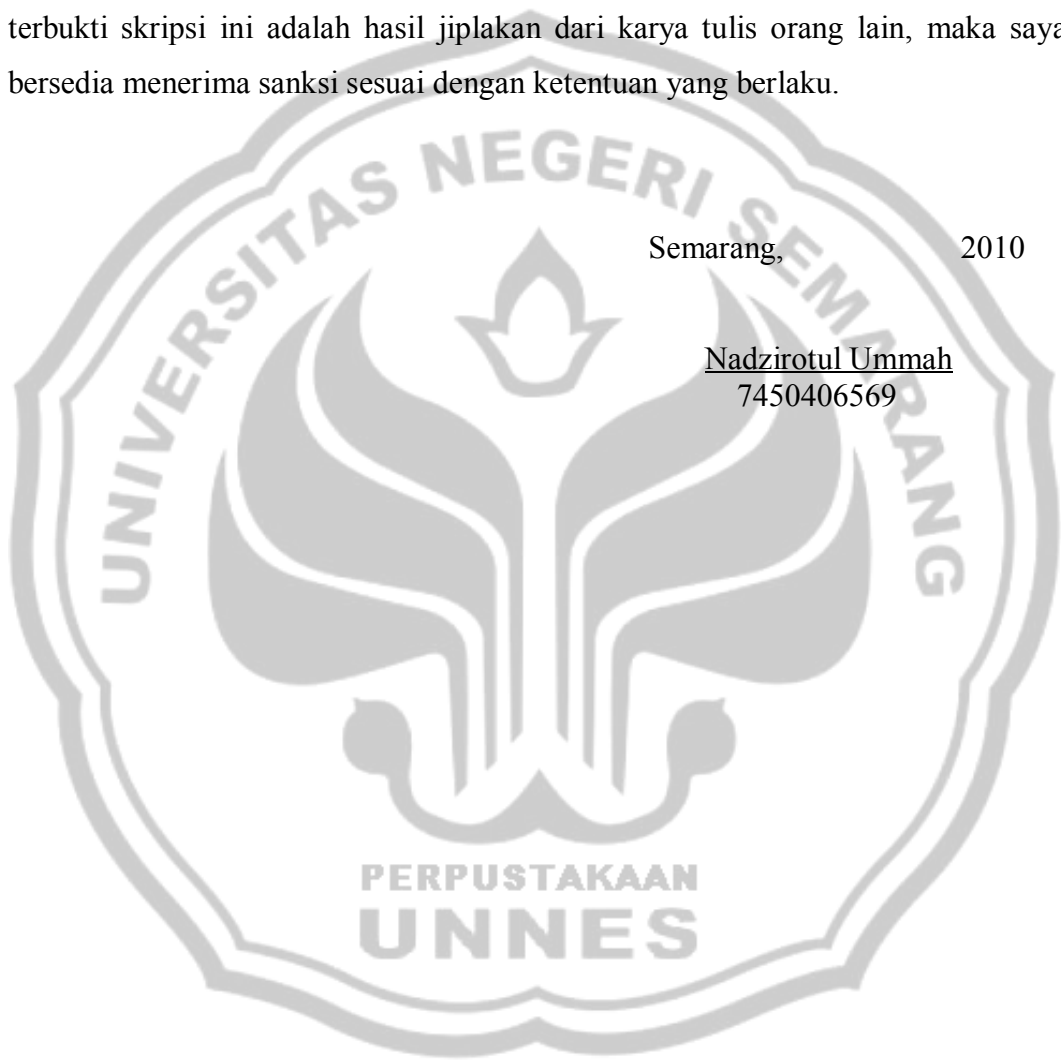 terbukti skripsi ini adalah hasil jiplakan dari karya tulis orang lain, maka saya
bersedia menerima sanksi sesuai dengan ketentuan yang berlaku.
UNIVERSITAS NEGERI SEMARANG
Semarang, 2010
Nadzirotul Ummah
7450406569
PERPUSTAKAAN
UNNES